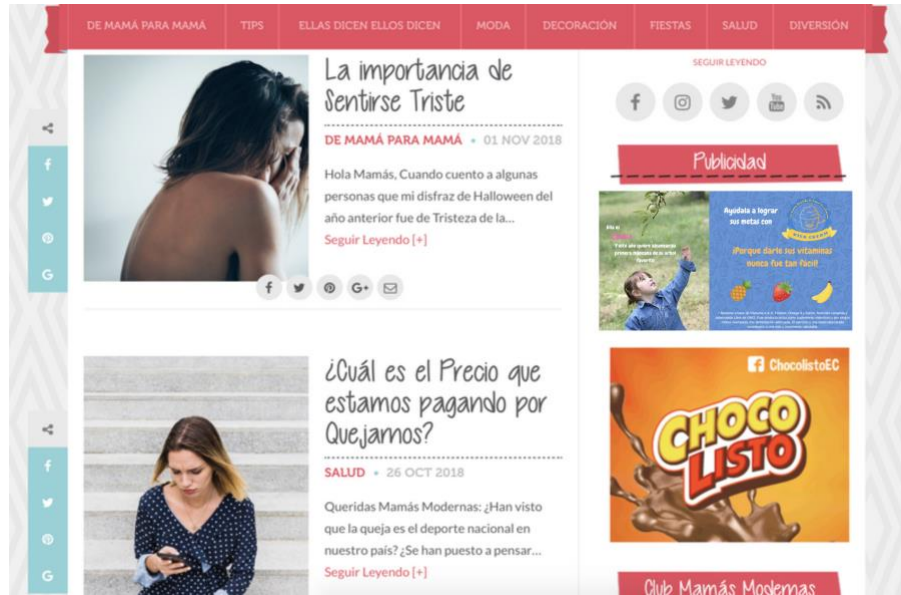 DE MAMÁ PARA MAMÁ TIPS ELLAS DICEN ELLOS DICEN MODA DECORACIÓN FIESTAS SALUD DIVERSIÓN
La importancia de
Sentirse Triste
DE MAMÁ PARA MAMÁ • 01 NOV 2018
Hola Mamás, Cuando cuento a algunas
personas que mi disfraz de Halloween del
año anterior fue de Tristeza de la...
Seguir Leyendo [+]
¿Cuál es el Precio que
estamos pagando por
Quejarnos?
SALUD • 26 OCT 2018
Queridas Mamás Modernas: ¿Han visto
que la queja es el deporte nacional en
nuestro país? ¿Se han puesto a pensar...
Seguir Leyendo [+]
SEGUIR LEYENDO
You
Tube
Publicidad
Ayúdala a lograr
sus metas con
¡Porque darle sus vitaminas
nunca fue tan fácil!
ChocolistoEC
CHOCO
LISTO
Club Mamás Modernas